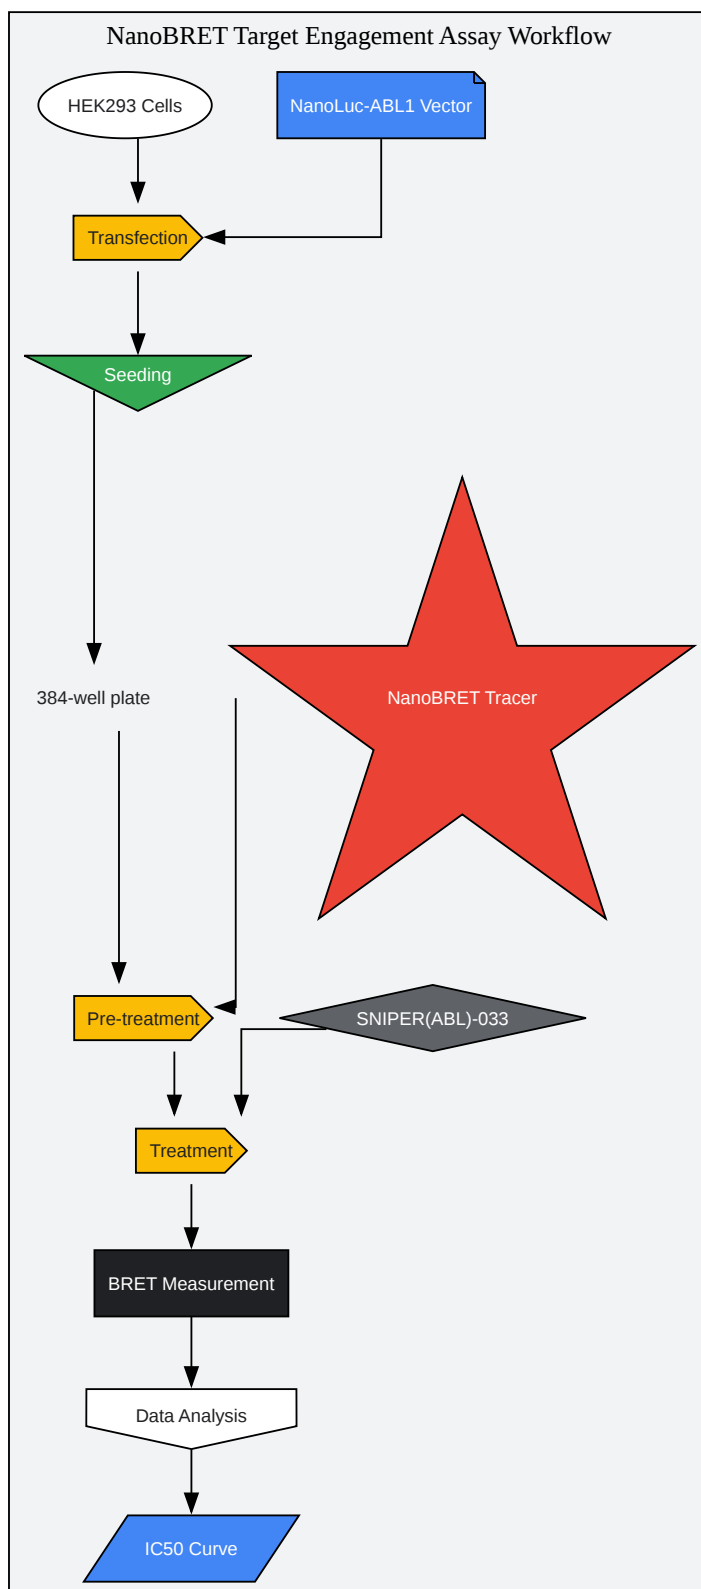 NanoBRET Target Engagement Assay Workflow
HEK293 Cells
NanoLuc-ABL1 Vector
Transfection
Seeding
384-well plate
NanoBRET Tracer
Pre-treatment
SNIPER(ABL)-033
Treatment
BRET Measurement
Data Analysis
IC50 Curve